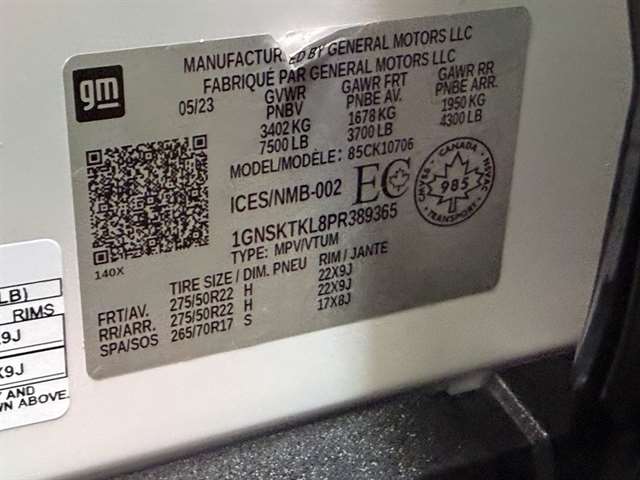 gm
MANUFACTURED BY GENERAL MOTORS LLC
FABRIQUÉ PAR GENERAL MOTORS LLC
05/23 GVWR GAWR FRT GAWR RR
PNBV PNBE AV. PNBE ARR.
3402 KG 1678 KG 1950 KG
7500 LB 3700 LB 4300 LB
MODEL/MODÈLE: 85CK10706
ICES/NMB-002 EC
CANADA
985
TRANSPORT
1GNSKTKL8PR389365
TYPE: MPV/VTUM
140X
TIRE SIZE / DIM. PNEU RIM / JANTE
FRT/AV. 275/50R22 H 22X9J
RR/ARR. 275/50R22 H 22X9J
SPA/SOS 265/70R17 S 17X8J
LB)
RIMS
9J
X9J
Y AND
WN ABOVE.